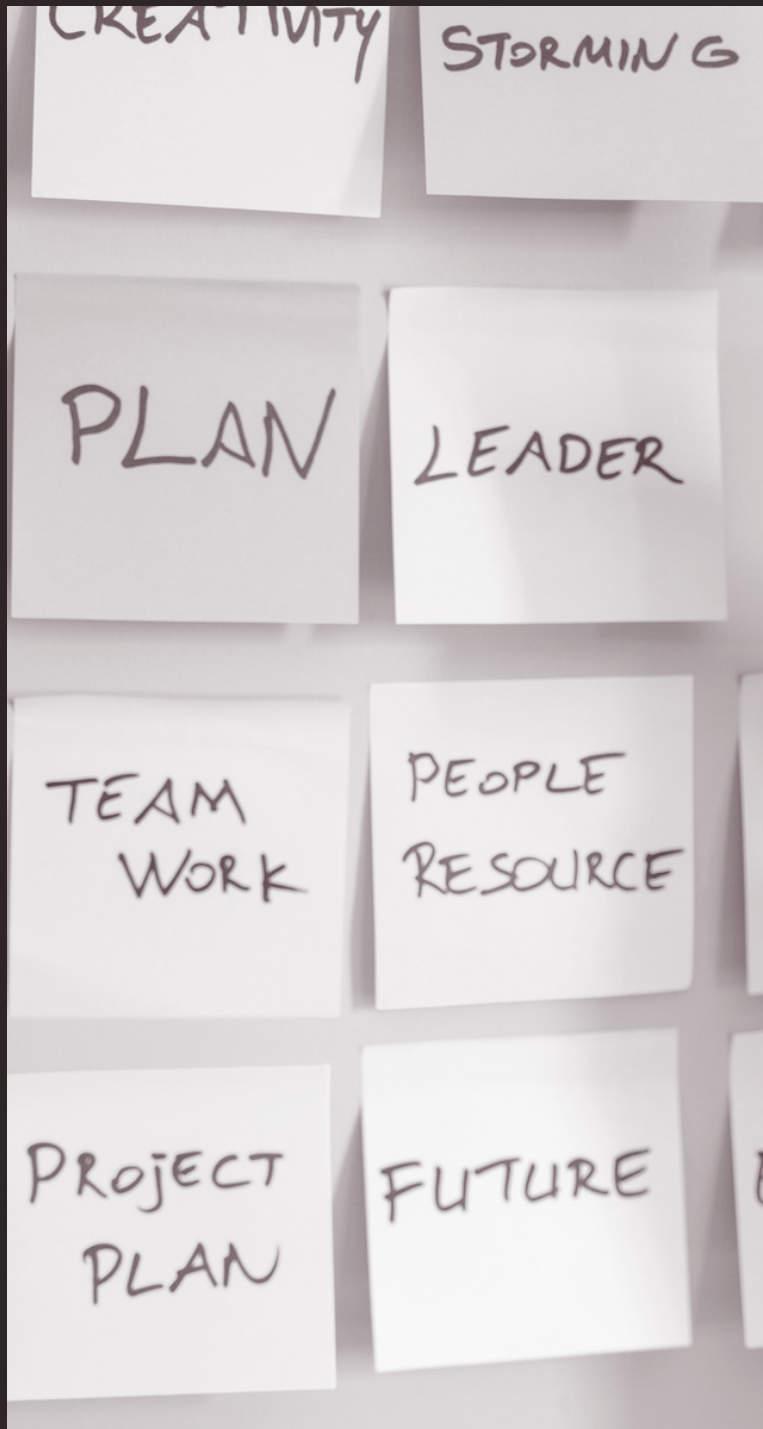 CREATIVITY
STORMING
PLAN
LEADER
TEAM
WORK
PEOPLE
RESOURCE
PROJECT
PLAN
FUTURE